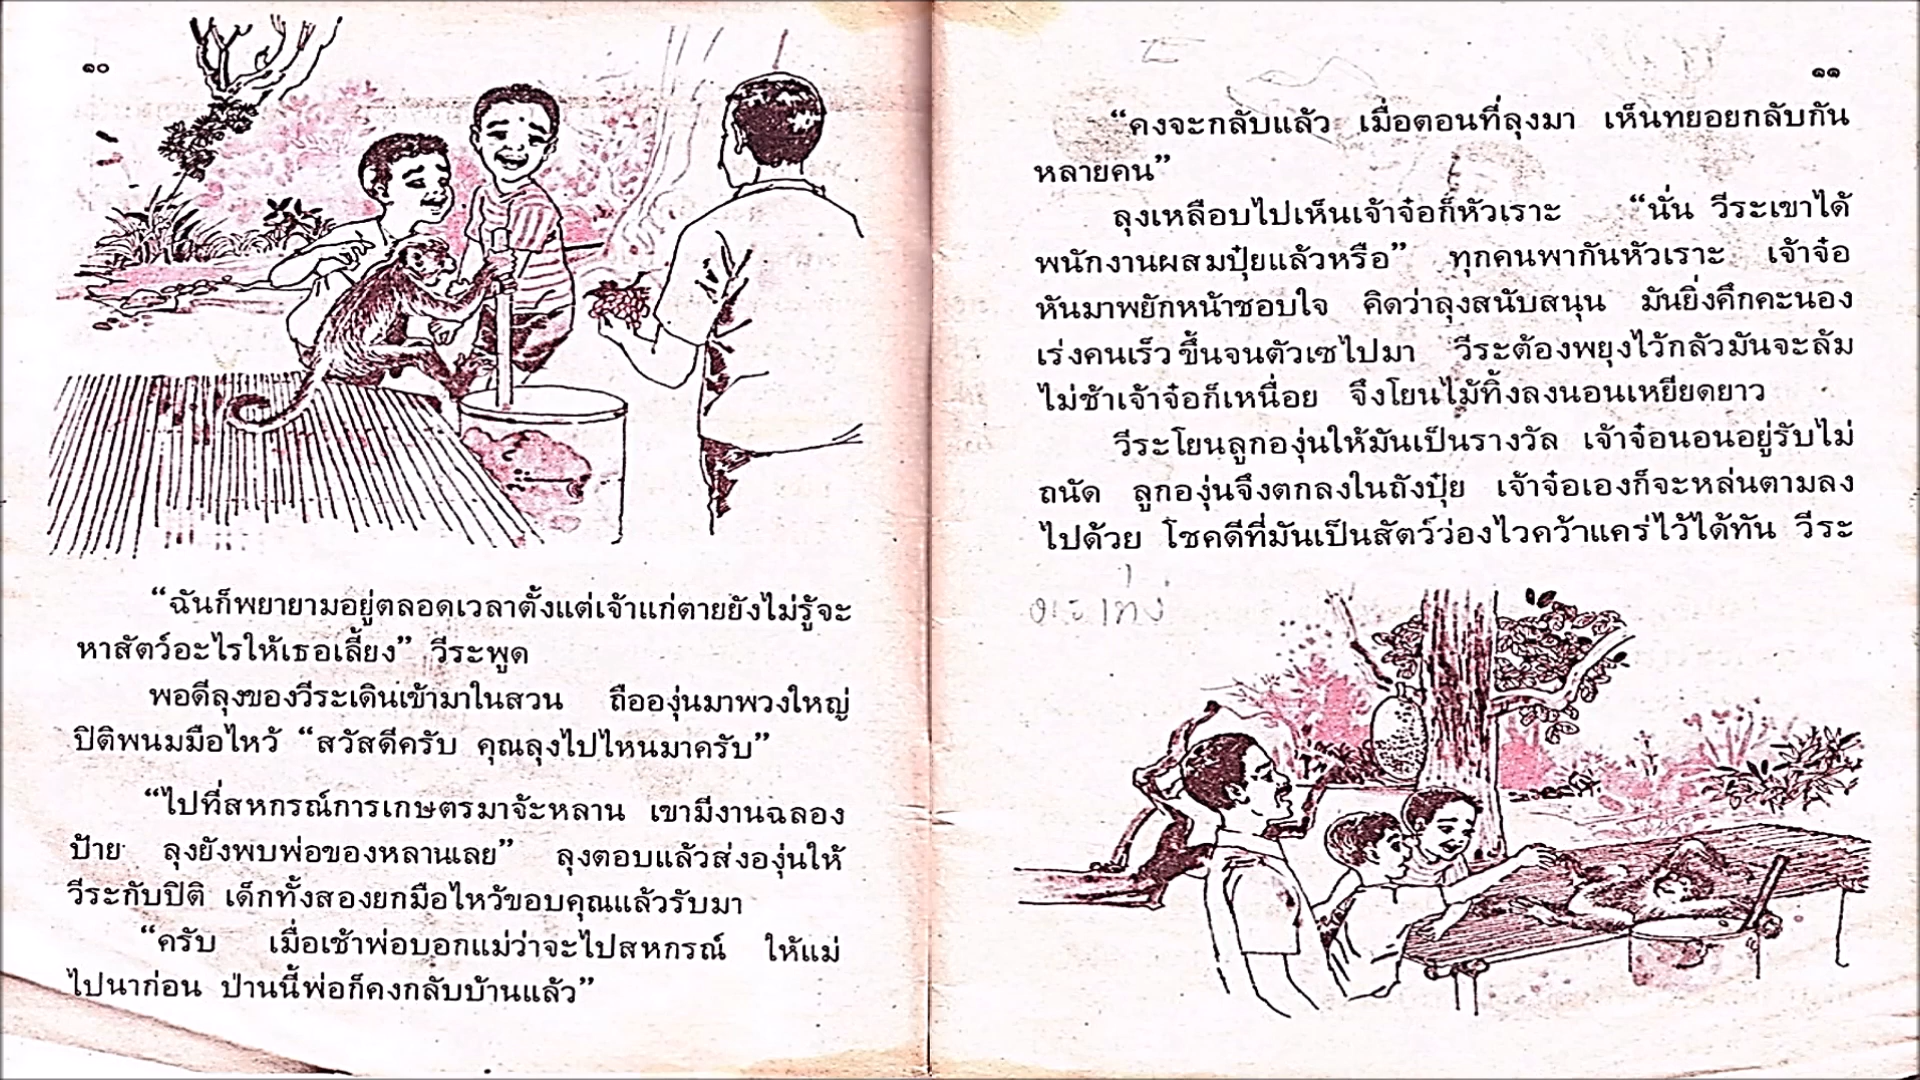 ๑๐
“ฉันก็พยายามอยู่ตลอดเวลาตั้งแต่เจ้าแก่ตายยังไม่รู้จะ
หาสัตว์อะไรให้เธอเลี้ยง” วีระพูด
พอดีลุงของวีระเดินเข้ามาในสวน ถือองุ่นมาพวงใหญ่
ปิติพนมมือไหว้ “สวัสดีครับ คุณลุงไปไหนมาครับ”
“ไปที่สหกรณ์การเกษตรมาจ้ะหลาน เขามีงานฉลอง
ป้าย ลุงยังพบพ่อของหลานเลย” ลุงตอบแล้วส่งองุ่นให้
วีระกับปิติ เด็กทั้งสองยกมือไหว้ขอบคุณแล้วรับมา
“ครับ เมื่อเช้าพ่อบอกแม่ว่าจะไปสหกรณ์ ให้แม่
ไปนาก่อน ป่านนี้พ่อก็คงกลับบ้านแล้ว”
๑๑
“คงจะกลับแล้ว เมื่อตอนที่ลุงมา เห็นทยอยกลับกัน
หลายคน”
ลุงเหลือบไปเห็นเจ้าจ๋อก็หัวเราะ “นั่น วีระเขาได้
พนักงานผสมปุ๋ยแล้วหรือ” ทุกคนพากันหัวเราะ เจ้าจ๋อ
หันมาพยักหน้าชอบใจ คิดว่าลุงสนับสนุน มันยิ่งคึกคะนอง
เร่งคนเร็วขึ้นจนตัวเซไปมา วีระต้องพยุงไว้กลัวมันจะล้ม
ไม่ช้าเจ้าจ๋อก็เหนื่อย จึงโยนไม้ทิ้งลงนอนเหยียดยาว
วีระโยนลูกองุ่นให้มันเป็นรางวัล เจ้าจ๋อนอนอยู่รับไม่
ถนัด ลูกองุ่นจึงตกลงในถังปุ๋ย เจ้าจ๋อเองก็จะหล่นตามลง
ไปด้วย โชคดีที่มันเป็นสัตว์ว่องไวคว้าแคร่ไว้ได้ทัน วีระ